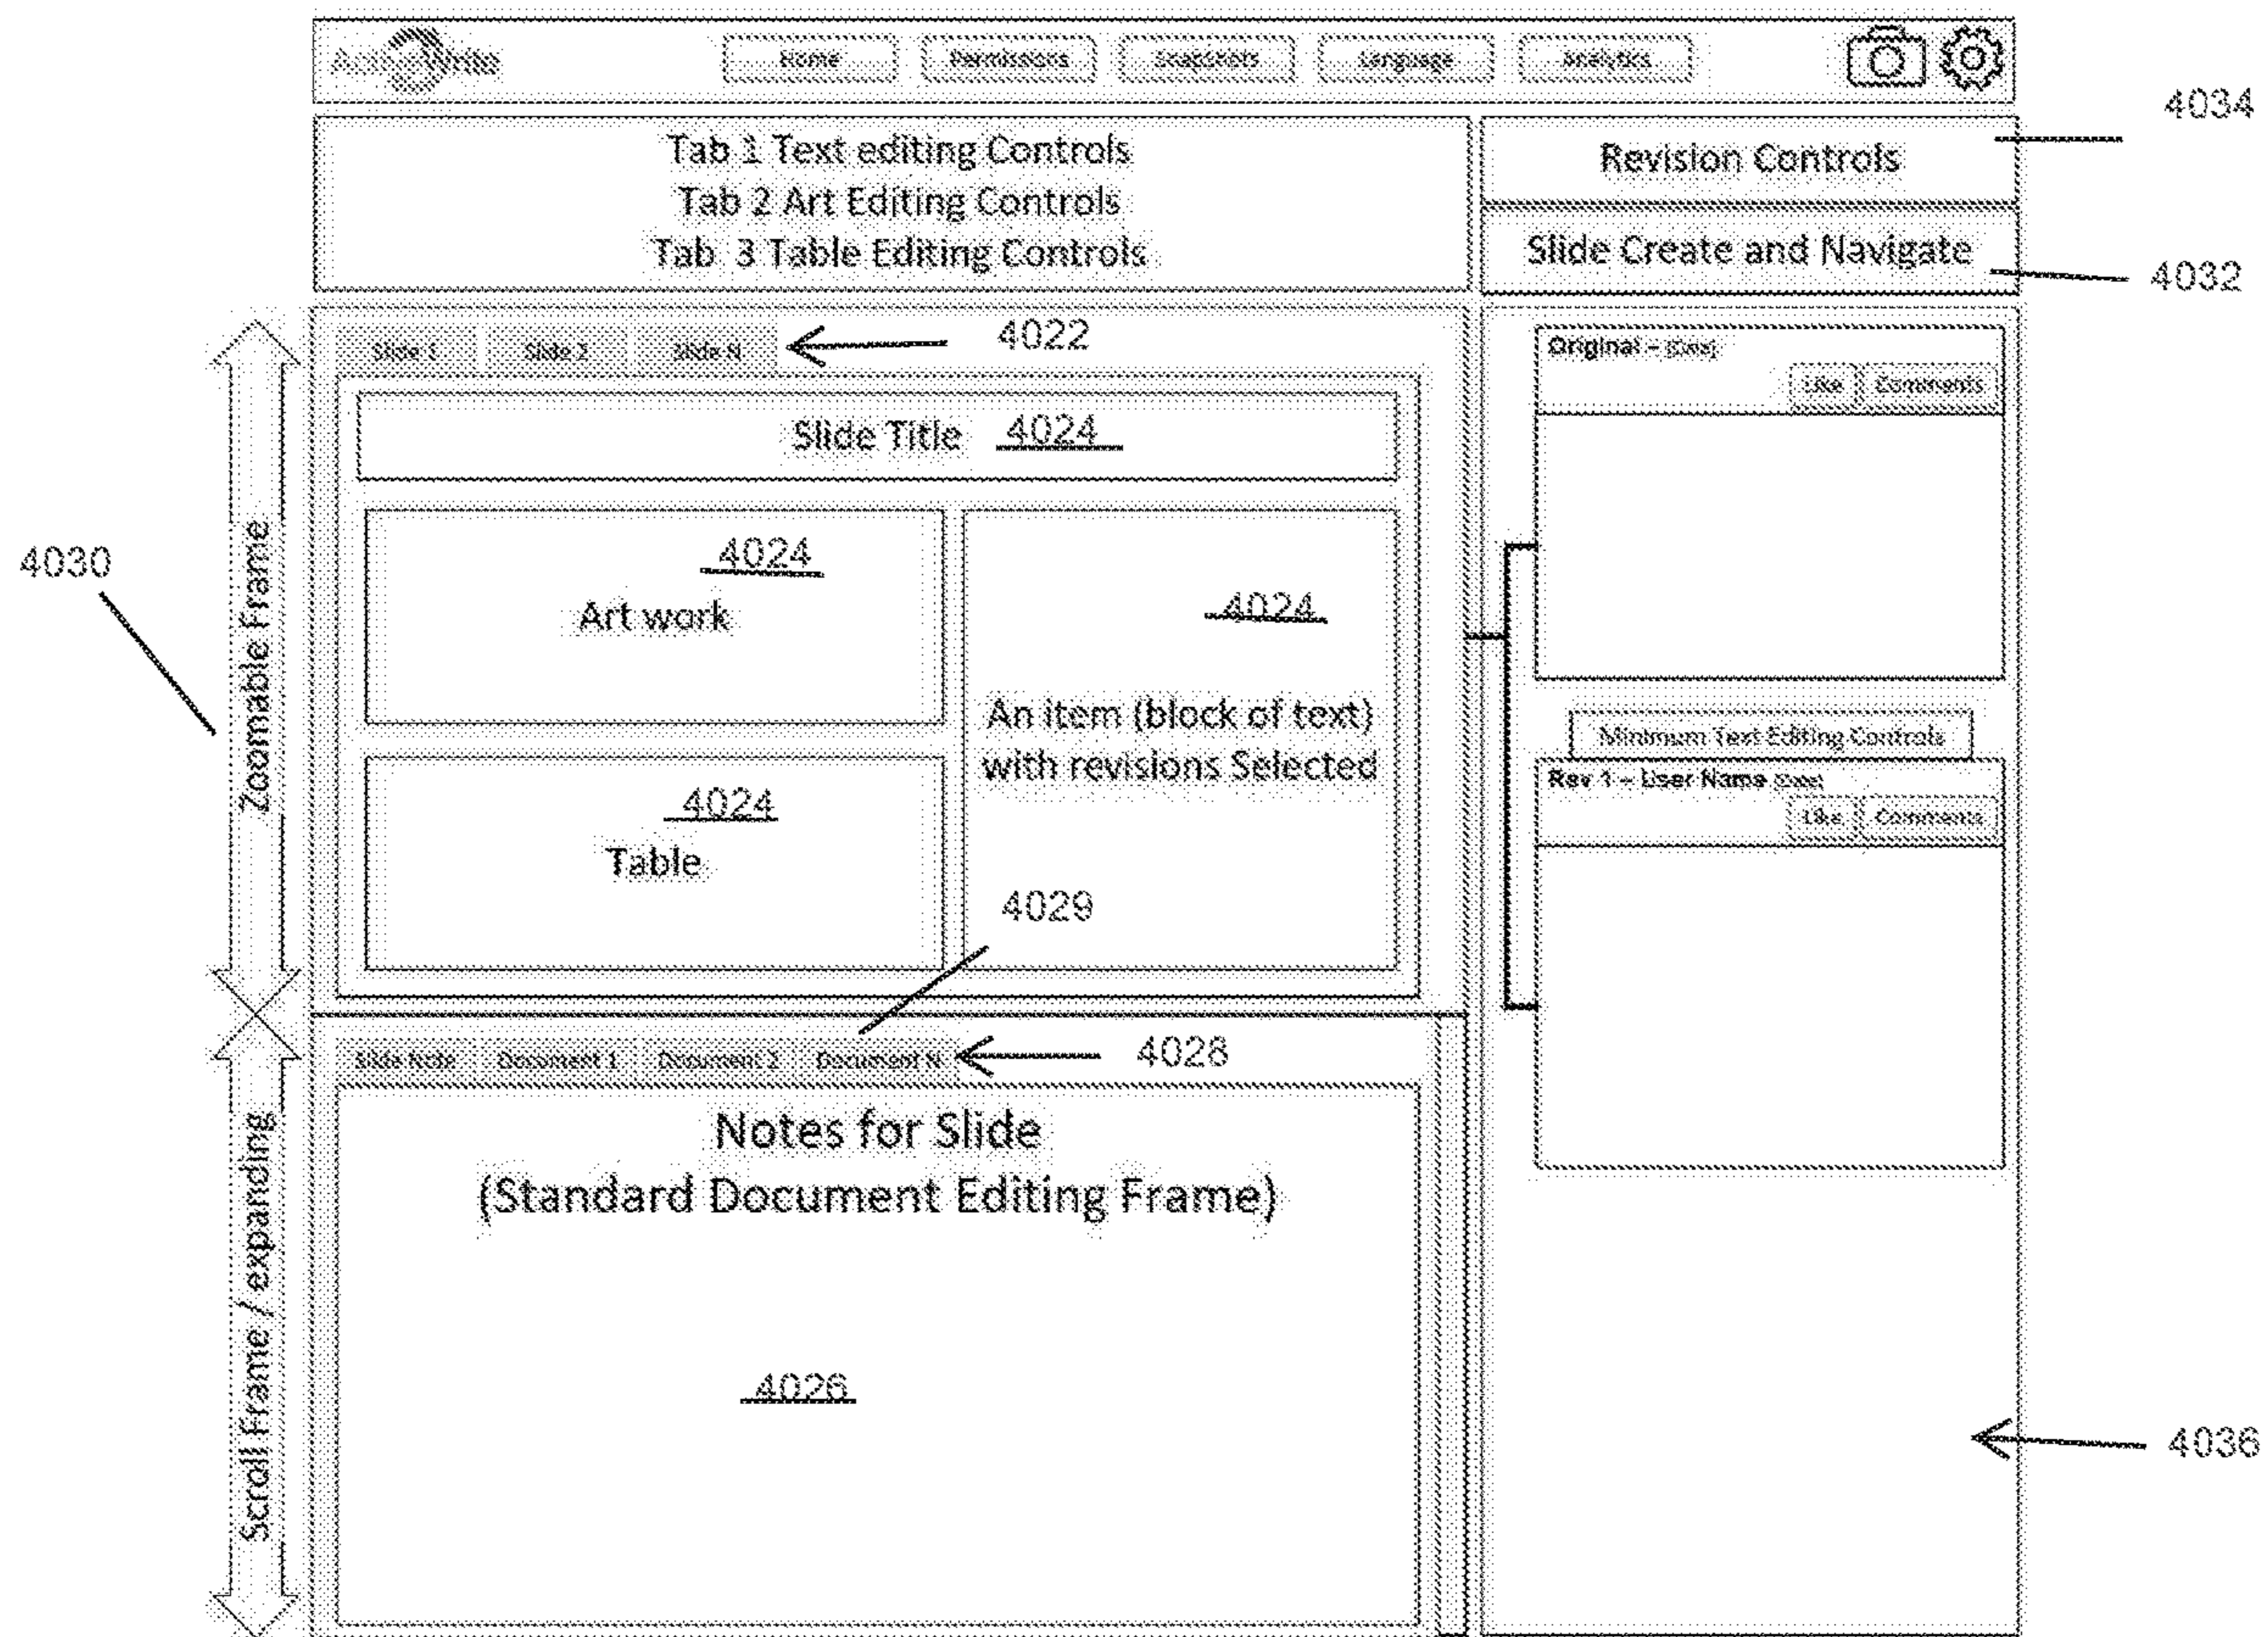 Home
Permissions
Snapshots
Language
Analytics
4034
Tab 1 Text editing Controls
Tab 2 Art Editing Controls
Tab 3 Table Editing Controls
Revision Controls
Slide Create and Navigate
4032
Slide 1
Slide 2
Slide N
4022
Slide Title 4024
4030
Zoomable Frame
4024
Art work
4024
An item (block of text)
with revisions Selected
4024
Table
4029
Original –
Like
Comments
Minimum Text Editing Controls
Rev 1 – User Name
Like
Comments
Slide Note
Document 1
Document 2
Document N
4028
Scroll Frame / expanding
Notes for Slide
(Standard Document Editing Frame)
4026
4036